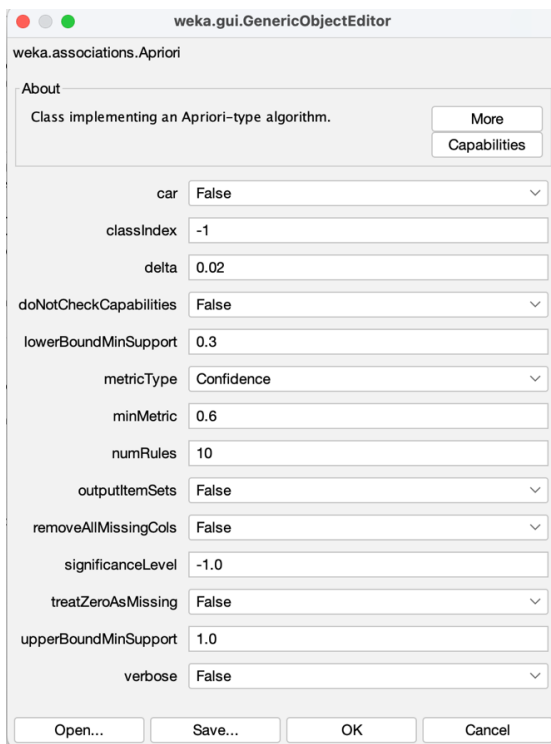 weka.gui.GenericObjectEditor
weka.associations.Apriori
About
Class implementing an Apriori-type algorithm.
More
Capabilities
car False
classIndex -1
delta 0.02
doNotCheckCapabilities False
lowerBoundMinSupport 0.3
metricType Confidence
minMetric 0.6
numRules 10
outputItemSets False
removeAllMissingCols False
significanceLevel -1.0
treatZeroAsMissing False
upperBoundMinSupport 1.0
verbose False
Open... Save... OK Cancel